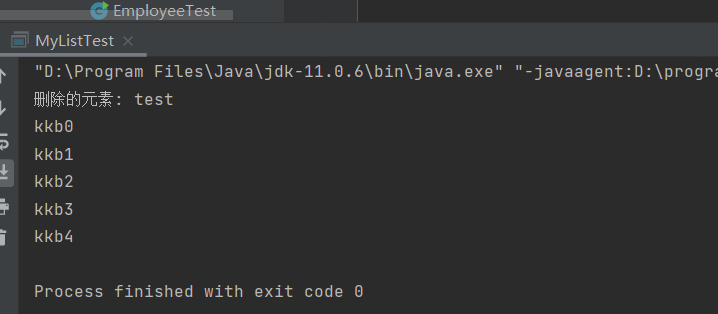 EmployeeTest
MyListTest
"D:\Program Files\Java\jdk-11.0.6\bin\java.exe" "-javaagent:D:\progra
删除的元素: test
kkb0
kkb1
kkb2
kkb3
kkb4
Process finished with exit code 0